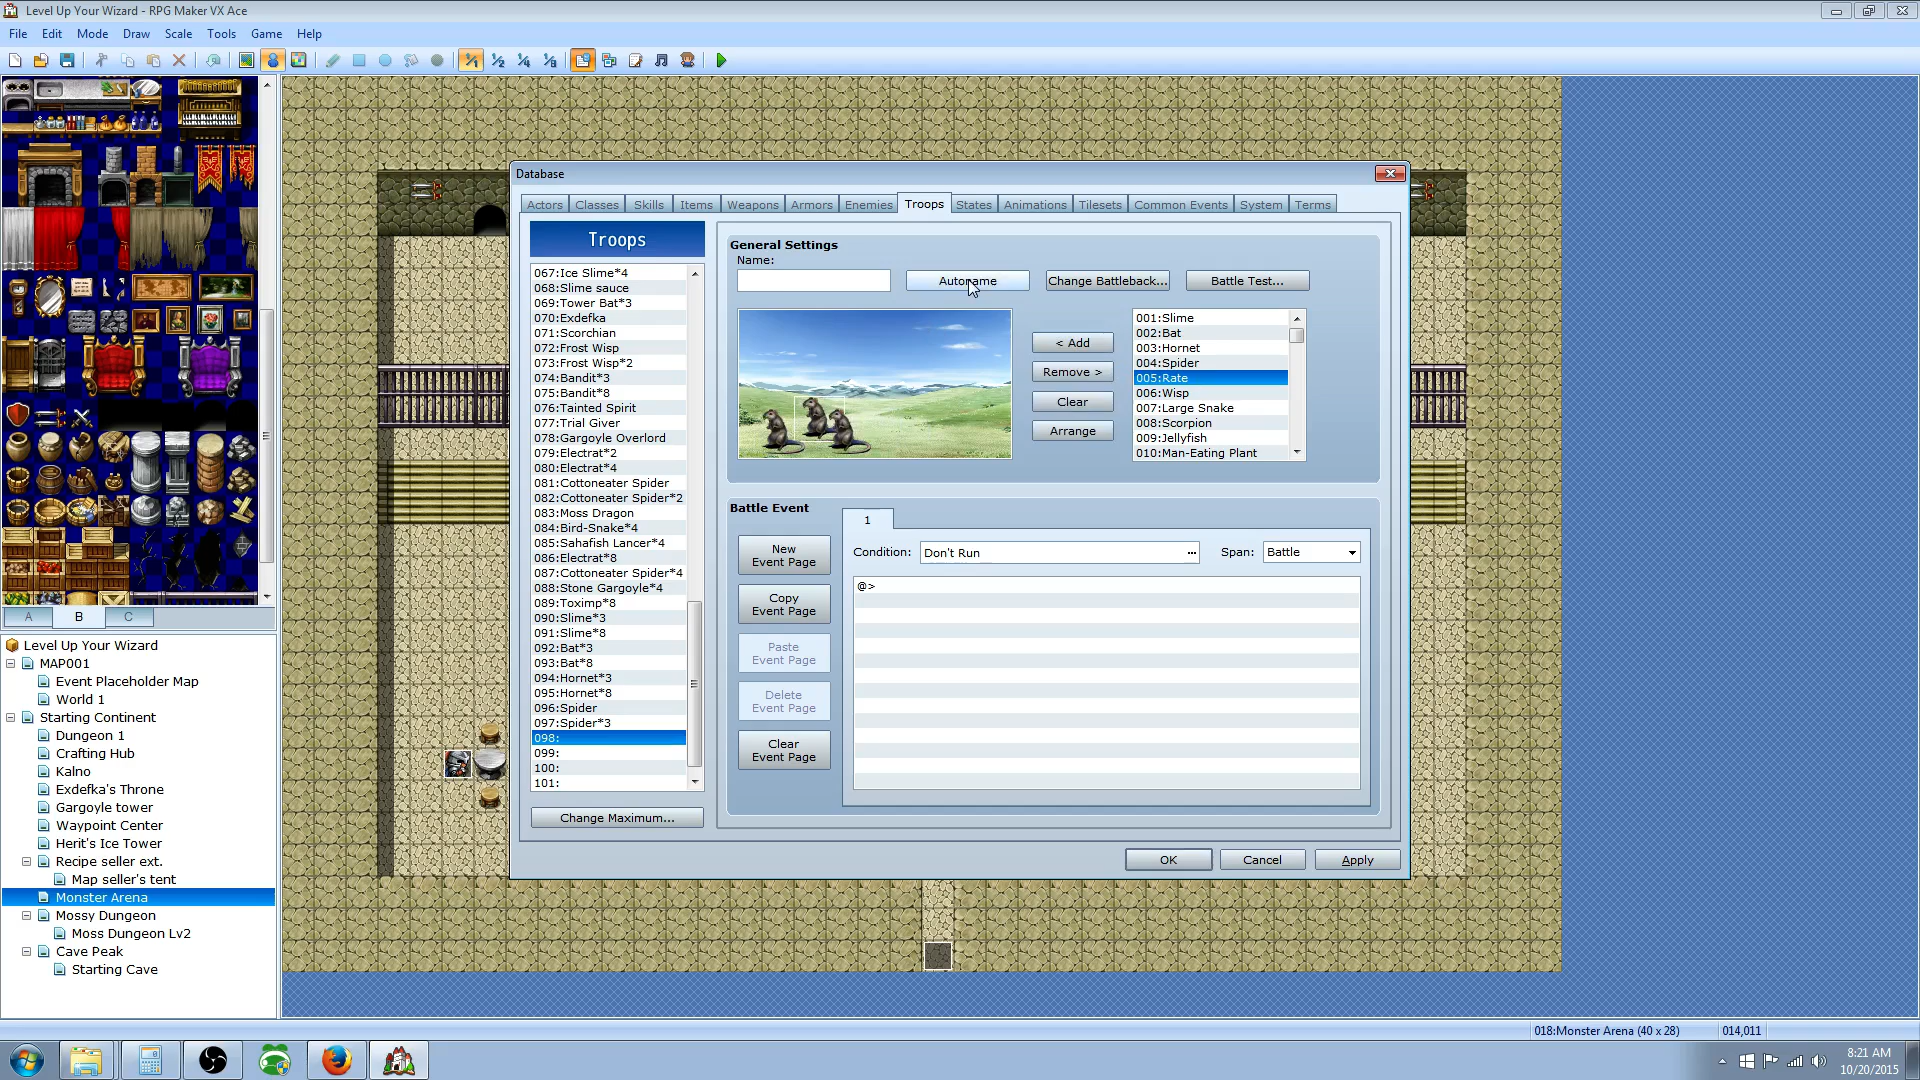 Level Up Your Wizard - RPG Maker VX Ace
File Edit Mode Draw Scale Tools Game Help
Database
Actors Classes Skills Items Weapons Armors Enemies Troops States Animations Tilesets Common Events System Terms
Troops
067:Ice Slime*4
068:Slime sauce
069:Tower Bat*3
070:Exdefka
071:Scorchian
072:Frost Wisp
073:Frost Wisp*2
074:Bandit*3
075:Bandit*8
076:Tainted Spirit
077:Trial Giver
078:Gargoyle Overlord
079:Electrat*2
080:Electrat*4
081:Cottoneater Spider
082:Cottoneater Spider*2
083:Moss Dragon
084:Bird-Snake*4
085:Sahafish Lancer*4
086:Electrat*8
087:Cottoneater Spider*4
088:Stone Gargoyle*4
089:Toximp*8
090:Slime*3
091:Slime*8
092:Bat*3
093:Bat*8
094:Hornet*3
095:Hornet*8
096:Spider
097:Spider*3
098:
099:
100:
101:
Change Maximum...
General Settings
Name:
Autoname
Change Battleback...
Battle Test...
< Add
Remove >
Clear
Arrange
001:Slime
002:Bat
003:Hornet
004:Spider
005:Rate
006:Wisp
007:Large Snake
008:Scorpion
009:Jellyfish
010:Man-Eating Plant
Battle Event
1
New
Event Page
Copy
Event Page
Paste
Event Page
Delete
Event Page
Clear
Event Page
Condition: Don't Run ...
Span: Battle
@>
OK Cancel Apply
A B C
Level Up Your Wizard
MAP001
Event Placeholder Map
World 1
Starting Continent
Dungeon 1
Crafting Hub
Kalno
Exdefka's Throne
Gargoyle tower
Waypoint Center
Herit's Ice Tower
Recipe seller ext.
Map seller's tent
Monster Arena
Mossy Dungeon
Moss Dungeon Lv2
Cave Peak
Starting Cave
018:Monster Arena (40 x 28) 014,011
8:21 AM
10/20/2015